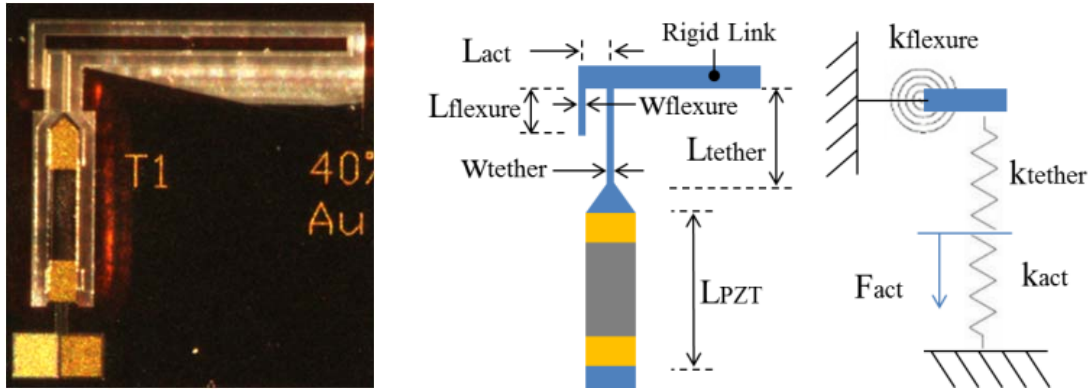 T1
40%
Au
Lact
Rigid Link
Lflexure
wflexure
Ltether
wtether
LPZT
kflexure
ktether
Fact
kact